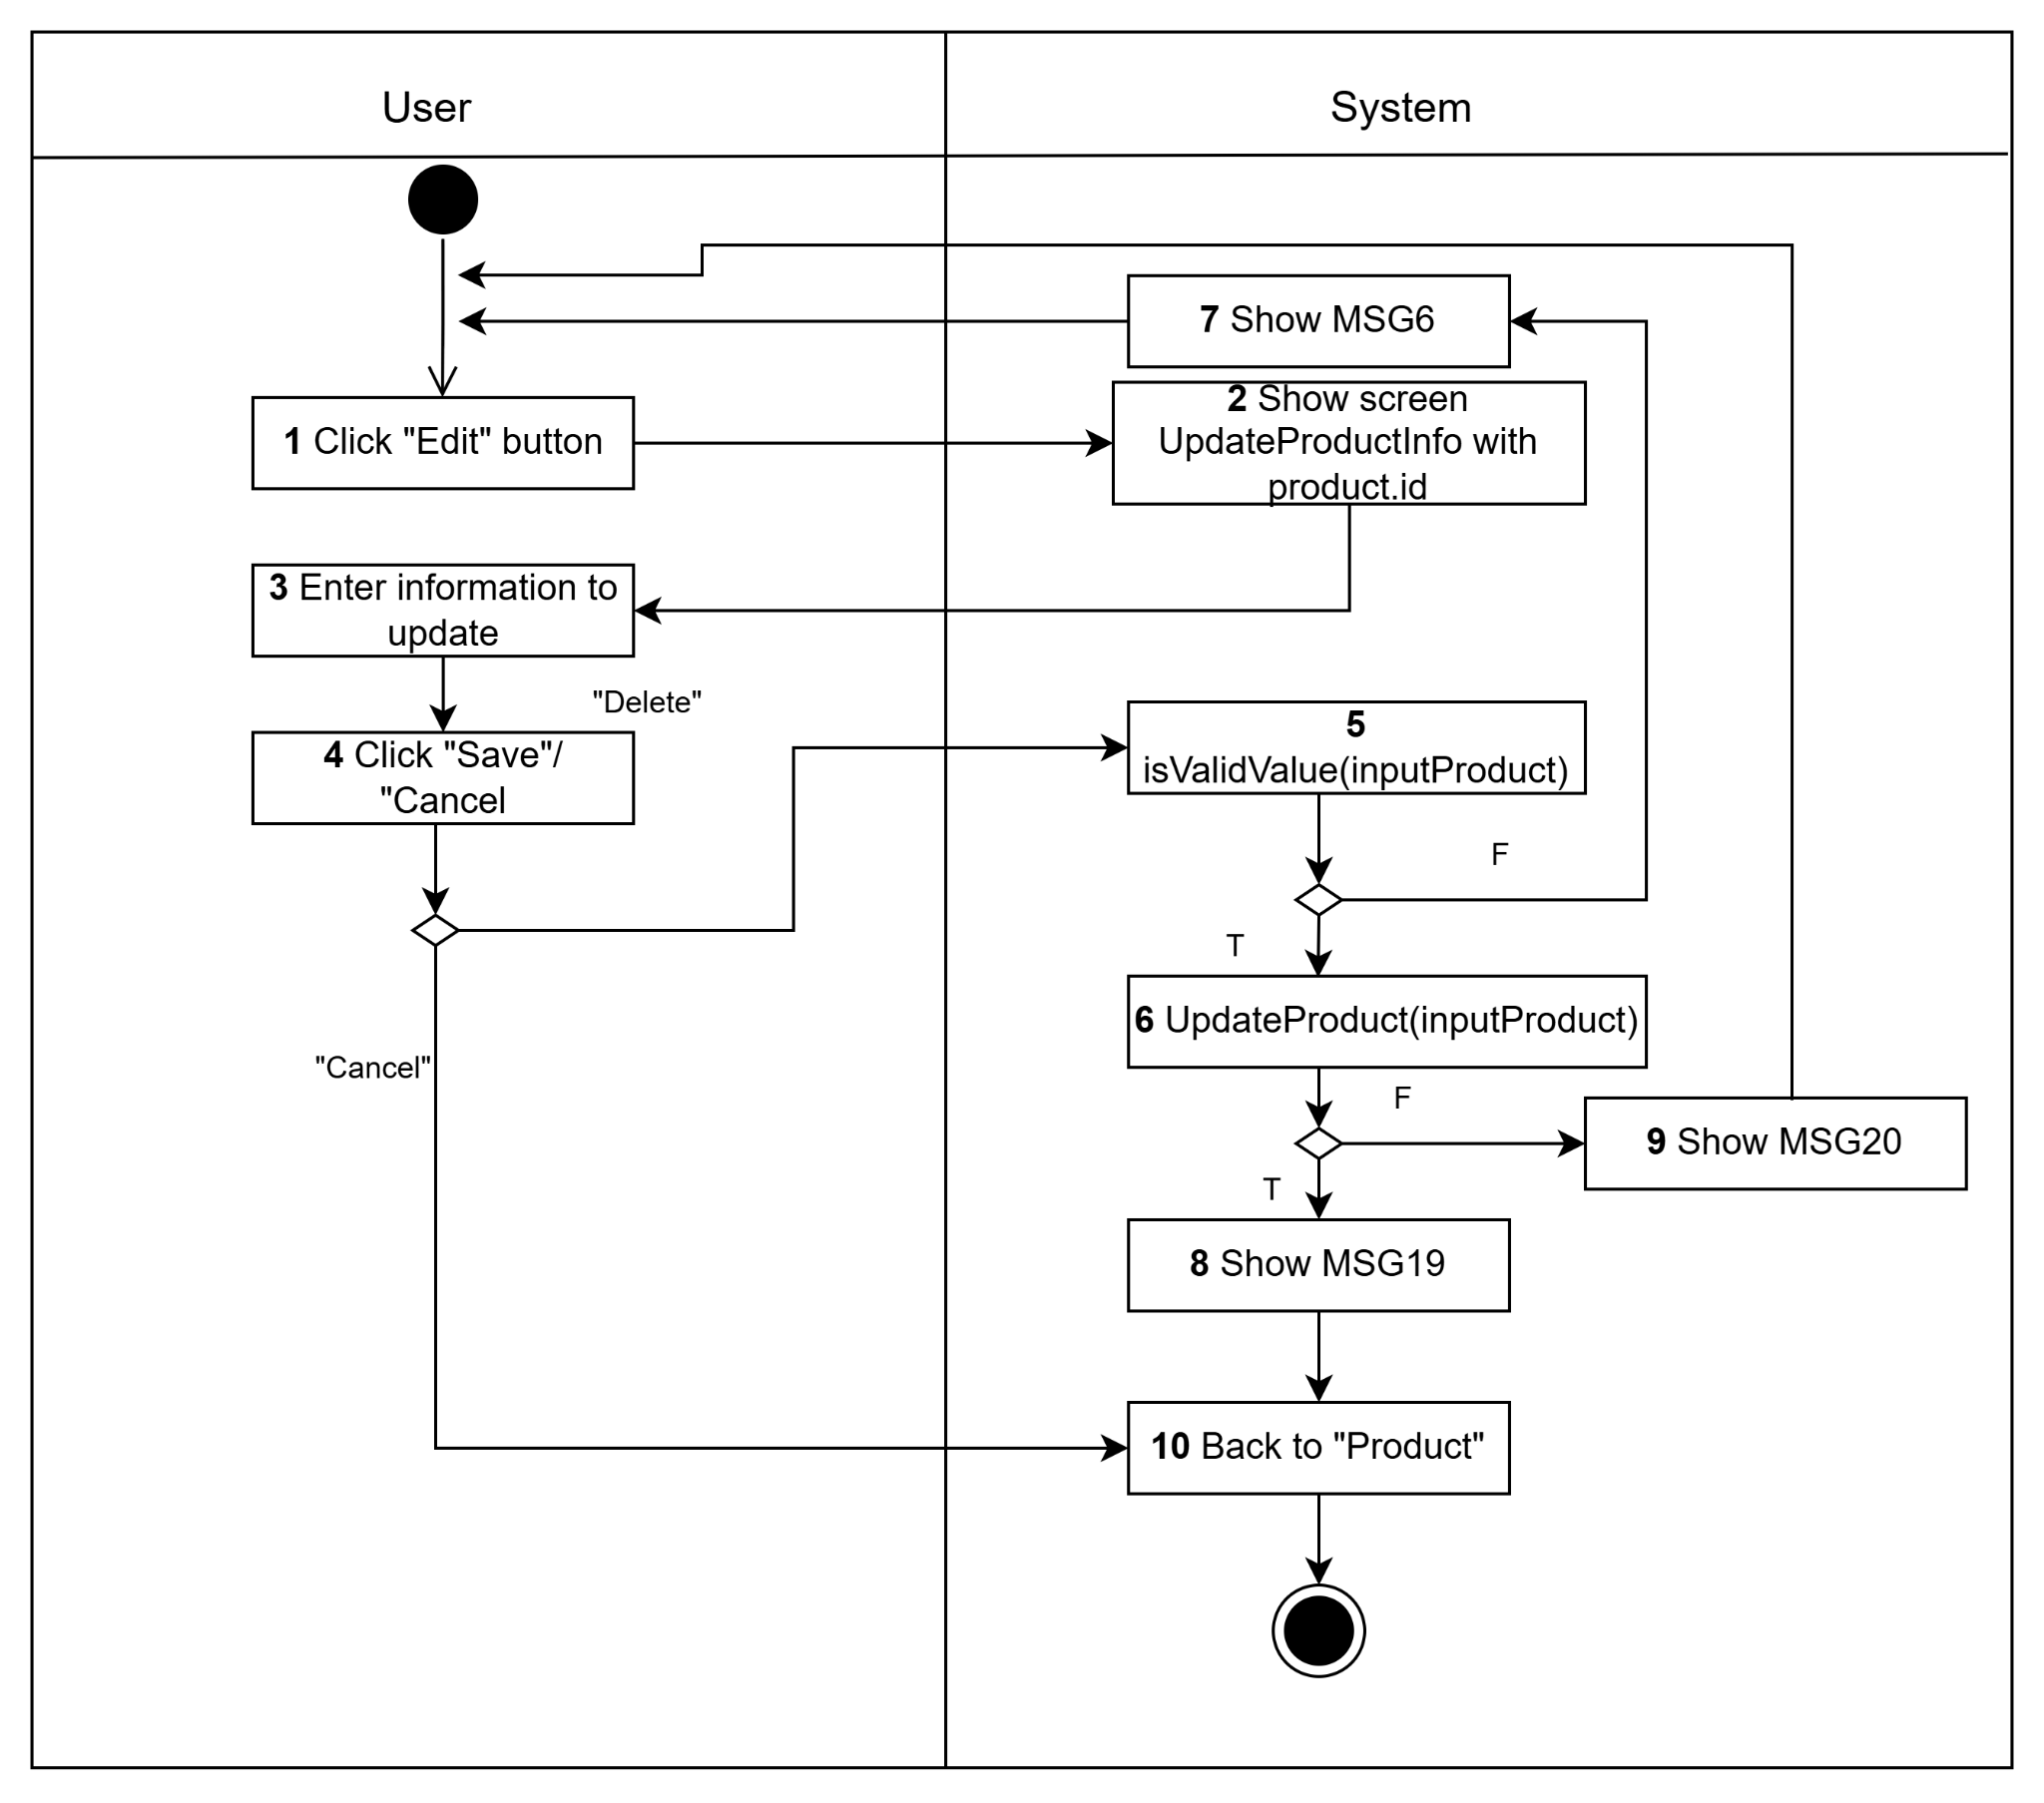 User
System
7 Show MSG6
1 Click "Edit" button
2 Show screen
UpdateProductInfo with
product.id
3 Enter information to
update
"Delete"
4 Click "Save"/
"Cancel
5
isValidValue(inputProduct)
F
T
6 UpdateProduct(inputProduct)
"Cancel"
F
9 Show MSG20
T
8 Show MSG19
10 Back to "Product"